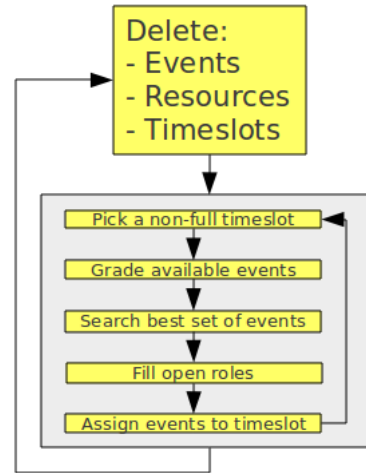 Delete:
- Events
- Resources
- Timeslots
Pick a non-full timeslot
Grade available events
Search best set of events
Fill open roles
Assign events to timeslot